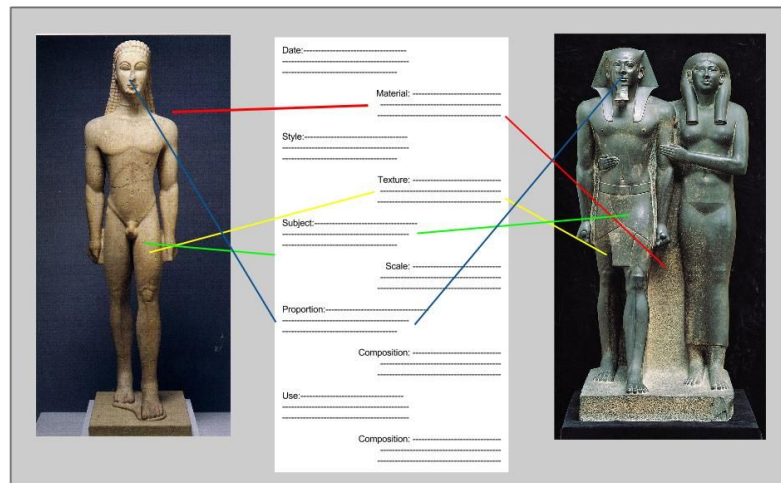 Date:------------------------------------
--------------------------------------------
----------------------------------------
Material: -------------------------------
------------------------------------------
-------------------------------------------
Style:------------------------------------
--------------------------------------------
----------------------------------------
Texture: -------------------------------
------------------------------------------
-------------------------------------------
Subject:------------------------------------
--------------------------------------------
----------------------------------------
Scale: -------------------------------
------------------------------------------
-------------------------------------------
Proportion:------------------------------------
--------------------------------------------
----------------------------------------
Composition: -------------------------------
------------------------------------------
-------------------------------------------
Use:------------------------------------
--------------------------------------------
----------------------------------------
Composition: -------------------------------
------------------------------------------
-------------------------------------------